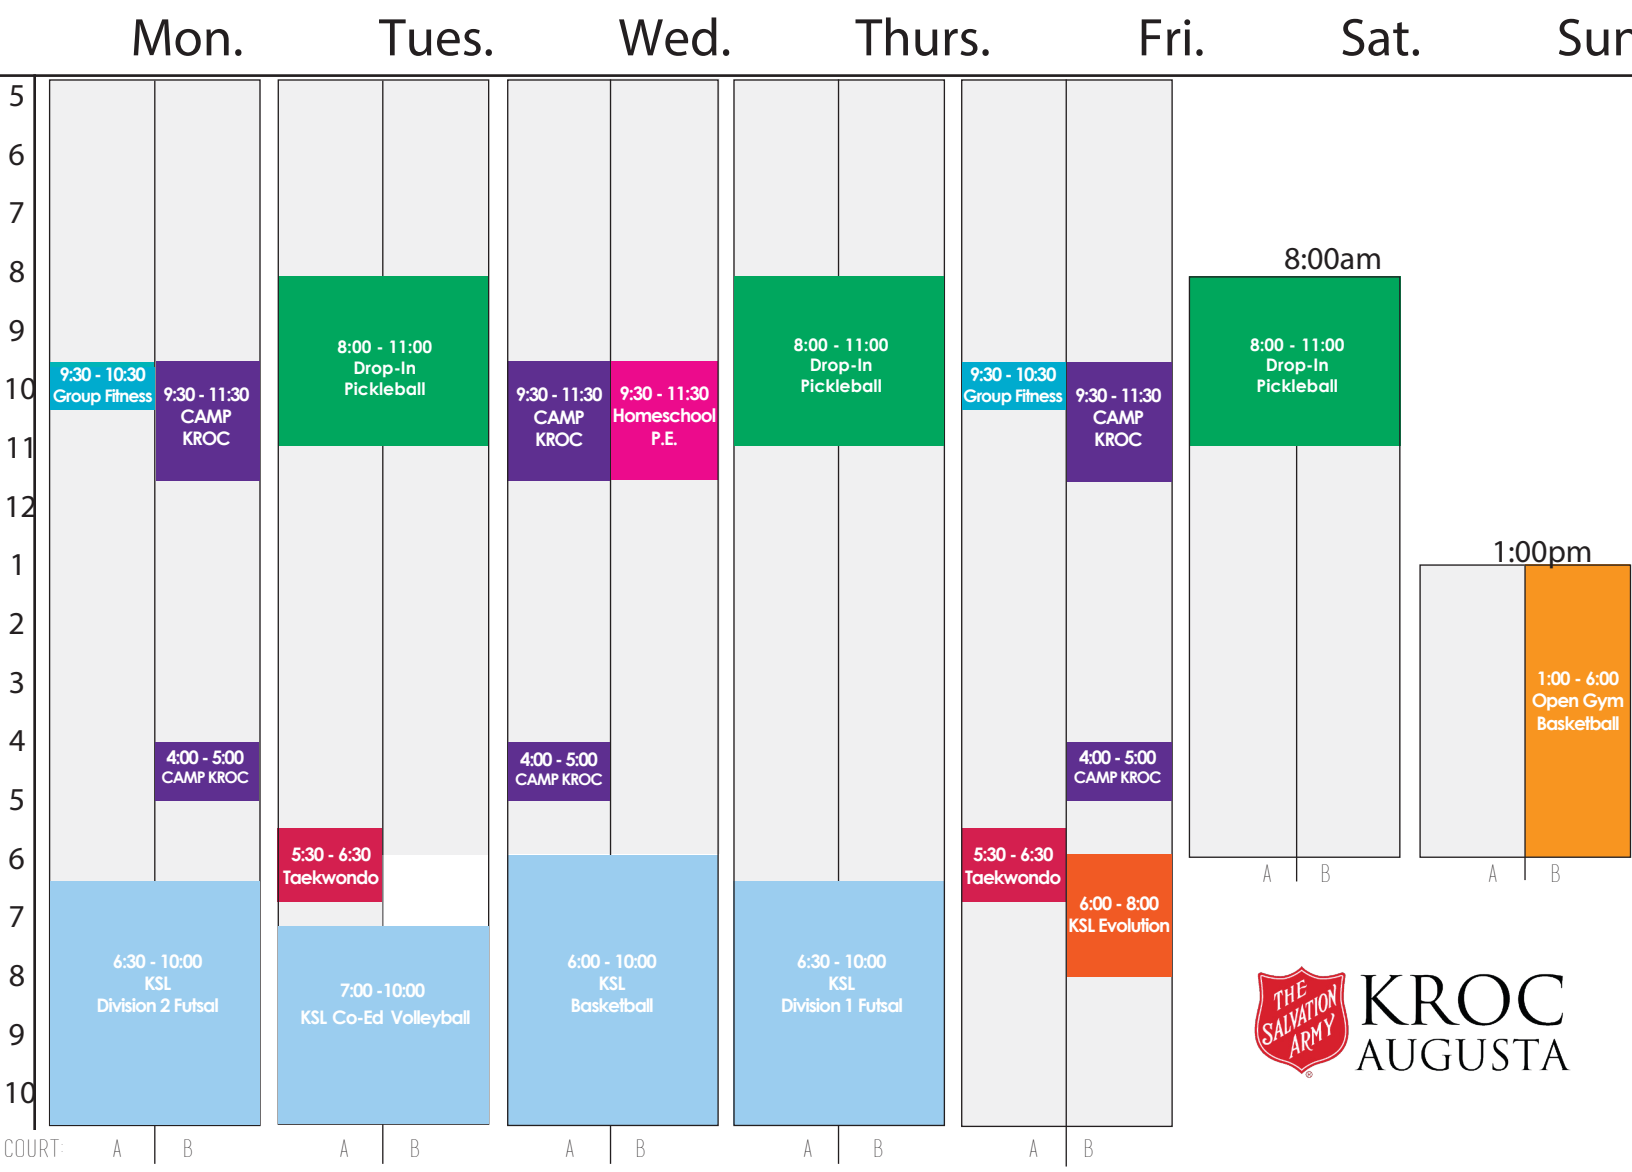 Mon. Tues. Wed. Thurs. Fri. Sat. Sun
5
6
7
8
9
10
11
12
1
2
3
4
5
6
7
8
9
10
9:30 - 10:30
Group Fitness
9:30 - 11:30
CAMP
KROC
4:00 - 5:00
CAMP KROC
6:30 - 10:00
KSL
Division 2 Futsal
8:00 - 11:00
Drop-In
Pickleball
5:30 - 6:30
Taekwondo
7:00 -10:00
KSL Co-Ed Volleyball
9:30 - 11:30
CAMP
KROC
9:30 - 11:30
Homeschool
P.E.
4:00 - 5:00
CAMP KROC
6:00 - 10:00
KSL
Basketball
8:00 - 11:00
Drop-In
Pickleball
6:30 - 10:00
KSL
Division 1 Futsal
9:30 - 10:30
Group Fitness
9:30 - 11:30
CAMP
KROC
4:00 - 5:00
CAMP KROC
5:30 - 6:30
Taekwondo
6:00 - 8:00
KSL Evolution
8:00am
8:00 - 11:00
Drop-In
Pickleball
A B
1:00pm
1:00 - 6:00
Open Gym
Basketball
A B
THE
SALVATION
ARMY
®
KROC
AUGUSTA
COURT: A B A B A B A B A B